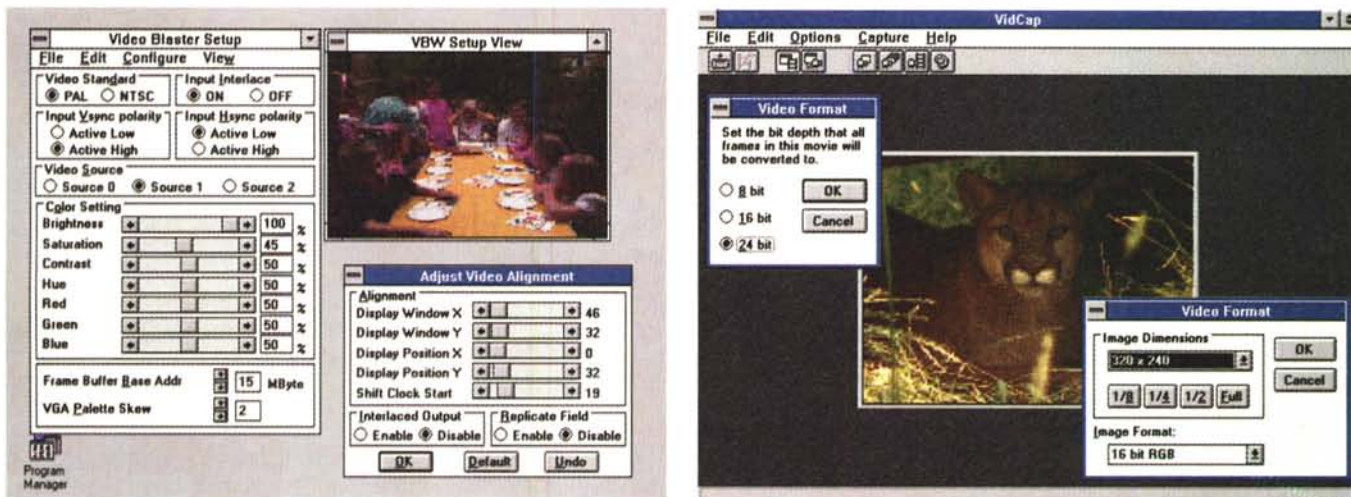 Video Blaster Setup
File Edit Configure View
Video Standard
PAL NTSC
Input Interlace
ON OFF
Input Vsync polarity
Active Low
Active High
Input Hsync polarity
Active Low
Active High
Video Source
Source 0 Source 1 Source 2
Color Setting
Brightness 100 %
Saturation 45 %
Contrast 50 %
Hue 50 %
Red 50 %
Green 50 %
Blue 50 %
Frame Buffer Base Addr 15 MByte
VGA Palette Skew 2
Program
Manager
VBW Setup View
Adjust Video Alignment
Alignment
Display Window X 46
Display Window Y 32
Display Position X 0
Display Position Y 32
Shift Clock Start 19
Interlaced Output
Enable Disable
Replicate Field
Enable Disable
OK Default Undo
VidCap
File Edit Options Capture Help
Video Format
Set the bit depth that all
frames in this movie will
be converted to.
8 bit
16 bit
24 bit
OK
Cancel
Video Format
Image Dimensions
320 x 240
1/8 1/4 1/2 Full
OK
Cancel
Image Format:
16 bit RGB